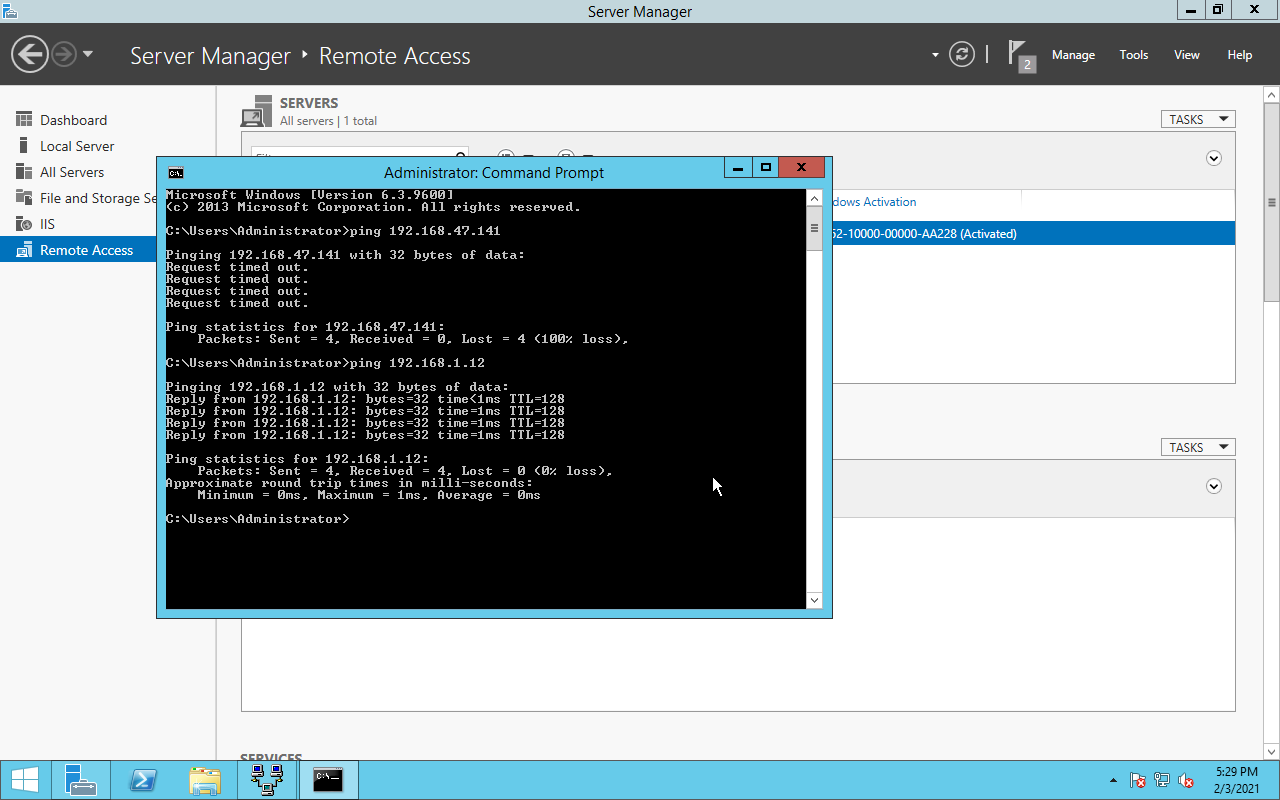 Server Manager
Server Manager
Remote Access
2
Manage
Tools
View
Help
Dashboard
Local Server
All Servers
File and Storage Se
IIS
Remote Access
SERVERS
All servers | 1 total
TASKS
Administrator: Command Prompt
Microsoft Windows [Version 6.3.9600]
(c) 2013 Microsoft Corporation. All rights reserved.
C:\Users\Administrator>ping 192.168.47.141
Pinging 192.168.47.141 with 32 bytes of data:
Request timed out.
Request timed out.
Request timed out.
Request timed out.
Ping statistics for 192.168.47.141:
Packets: Sent = 4, Received = 0, Lost = 4 (100% loss),
C:\Users\Administrator>ping 192.168.1.12
Pinging 192.168.1.12 with 32 bytes of data:
Reply from 192.168.1.12: bytes=32 time<1ms TTL=128
Reply from 192.168.1.12: bytes=32 time=1ms TTL=128
Reply from 192.168.1.12: bytes=32 time=1ms TTL=128
Reply from 192.168.1.12: bytes=32 time=1ms TTL=128
Ping statistics for 192.168.1.12:
Packets: Sent = 4, Received = 4, Lost = 0 (0% loss),
Approximate round trip times in milli-seconds:
Minimum = 0ms, Maximum = 1ms, Average = 0ms
C:\Users\Administrator>
dows Activation
52-10000-00000-AA228 (Activated)
TASKS
SERVICES
5:29 PM
2/3/2021